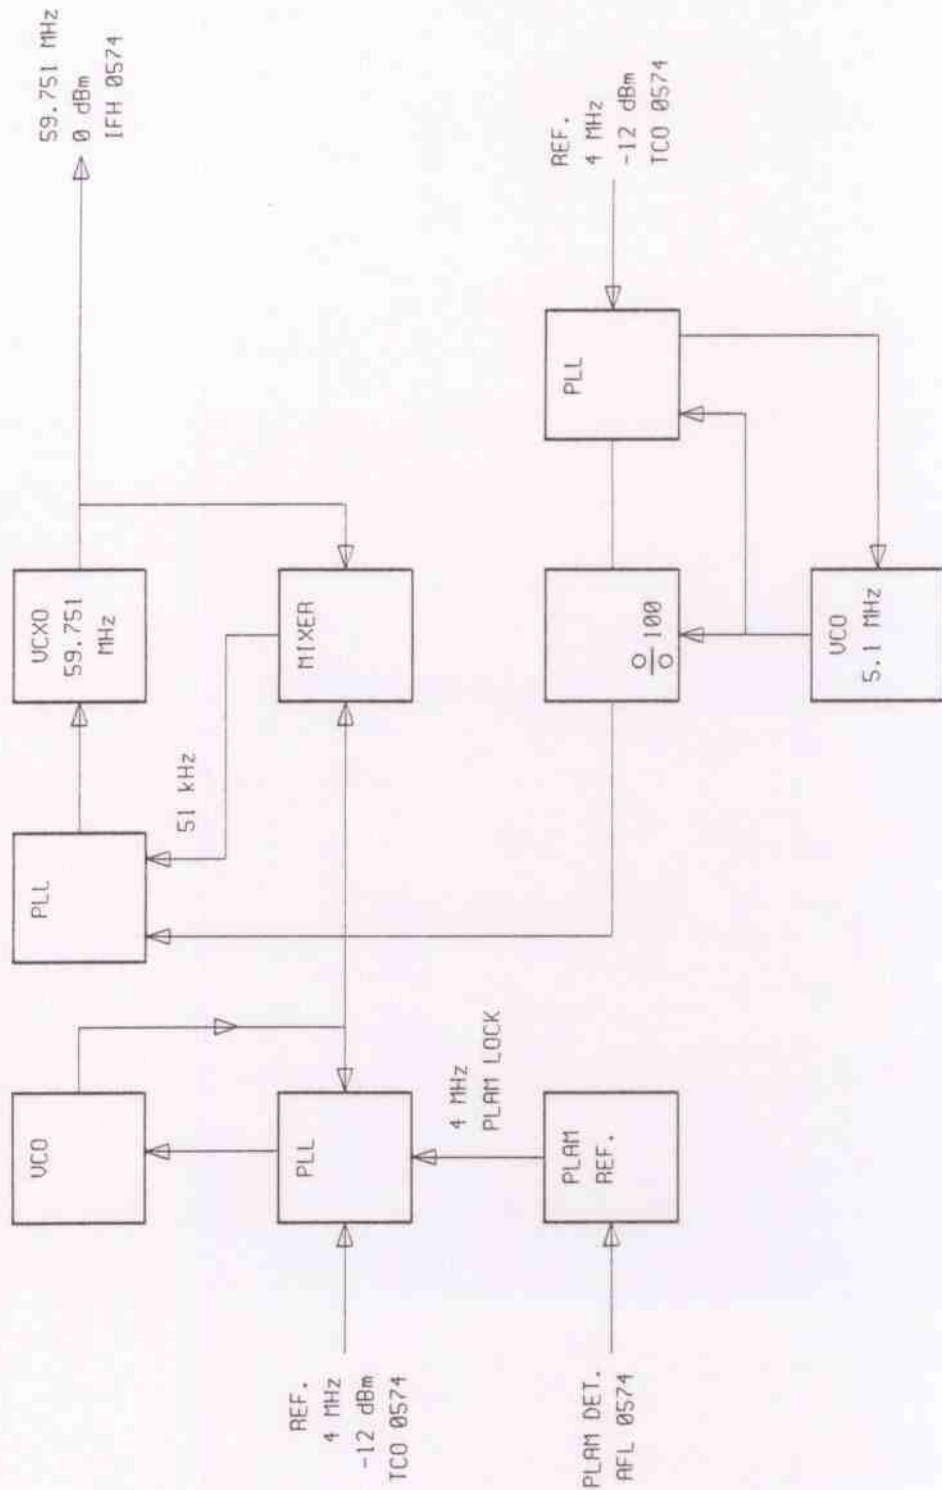 VCO
PLL
VCXO
59.751
MHz
59.751 MHz
0 dBm
IFH 0574
51 kHz
REF.
4 MHz
-12 dBm
TCO 0574
PLL
MIXER
4 MHz
PLAM LOCK
PLAM DET.
AFL 0574
PLAM
REF.
÷ 100
PLL
REF.
4 MHz
-12 dBm
TCO 0574
VCO
5.1 MHz